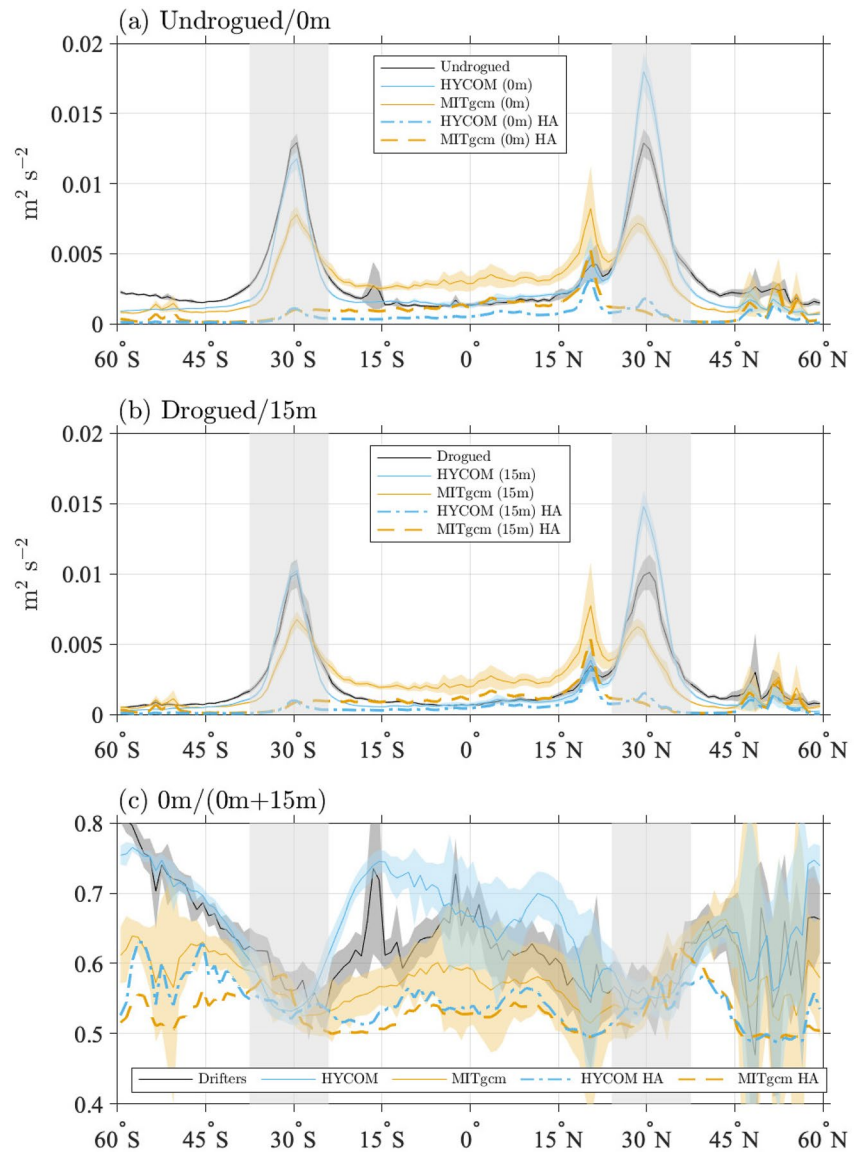 (a) Undrogued/0m
0.02
0.015
0.01
0.005
0
m² s⁻²
Undrogued
HYCOM (0m)
MITgcm (0m)
HYCOM (0m) HA
MITgcm (0m) HA
60°S 45°S 30°S 15°S 0° 15°N 30°N 45°N 60°N
(b) Drogued/15m
0.02
0.015
0.01
0.005
0
m² s⁻²
Drogued
HYCOM (15m)
MITgcm (15m)
HYCOM (15m) HA
MITgcm (15m) HA
60°S 45°S 30°S 15°S 0° 15°N 30°N 45°N 60°N
(c) 0m/(0m+15m)
0.8
0.7
0.6
0.5
0.4
Drifters HYCOM MITgcm HYCOM HA MITgcm HA
60°S 45°S 30°S 15°S 0° 15°N 30°N 45°N 60°N